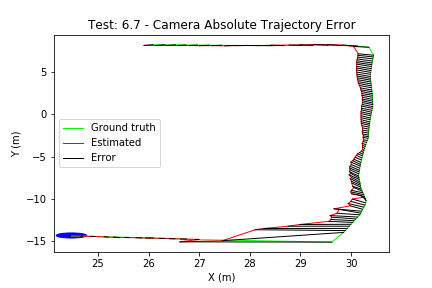 Test: 6.7 - Camera Absolute Trajectory Error
Y (m)
5
0
−5
−10
−15
Ground truth
Estimated
Error
25 26 27 28 29 30
X (m)